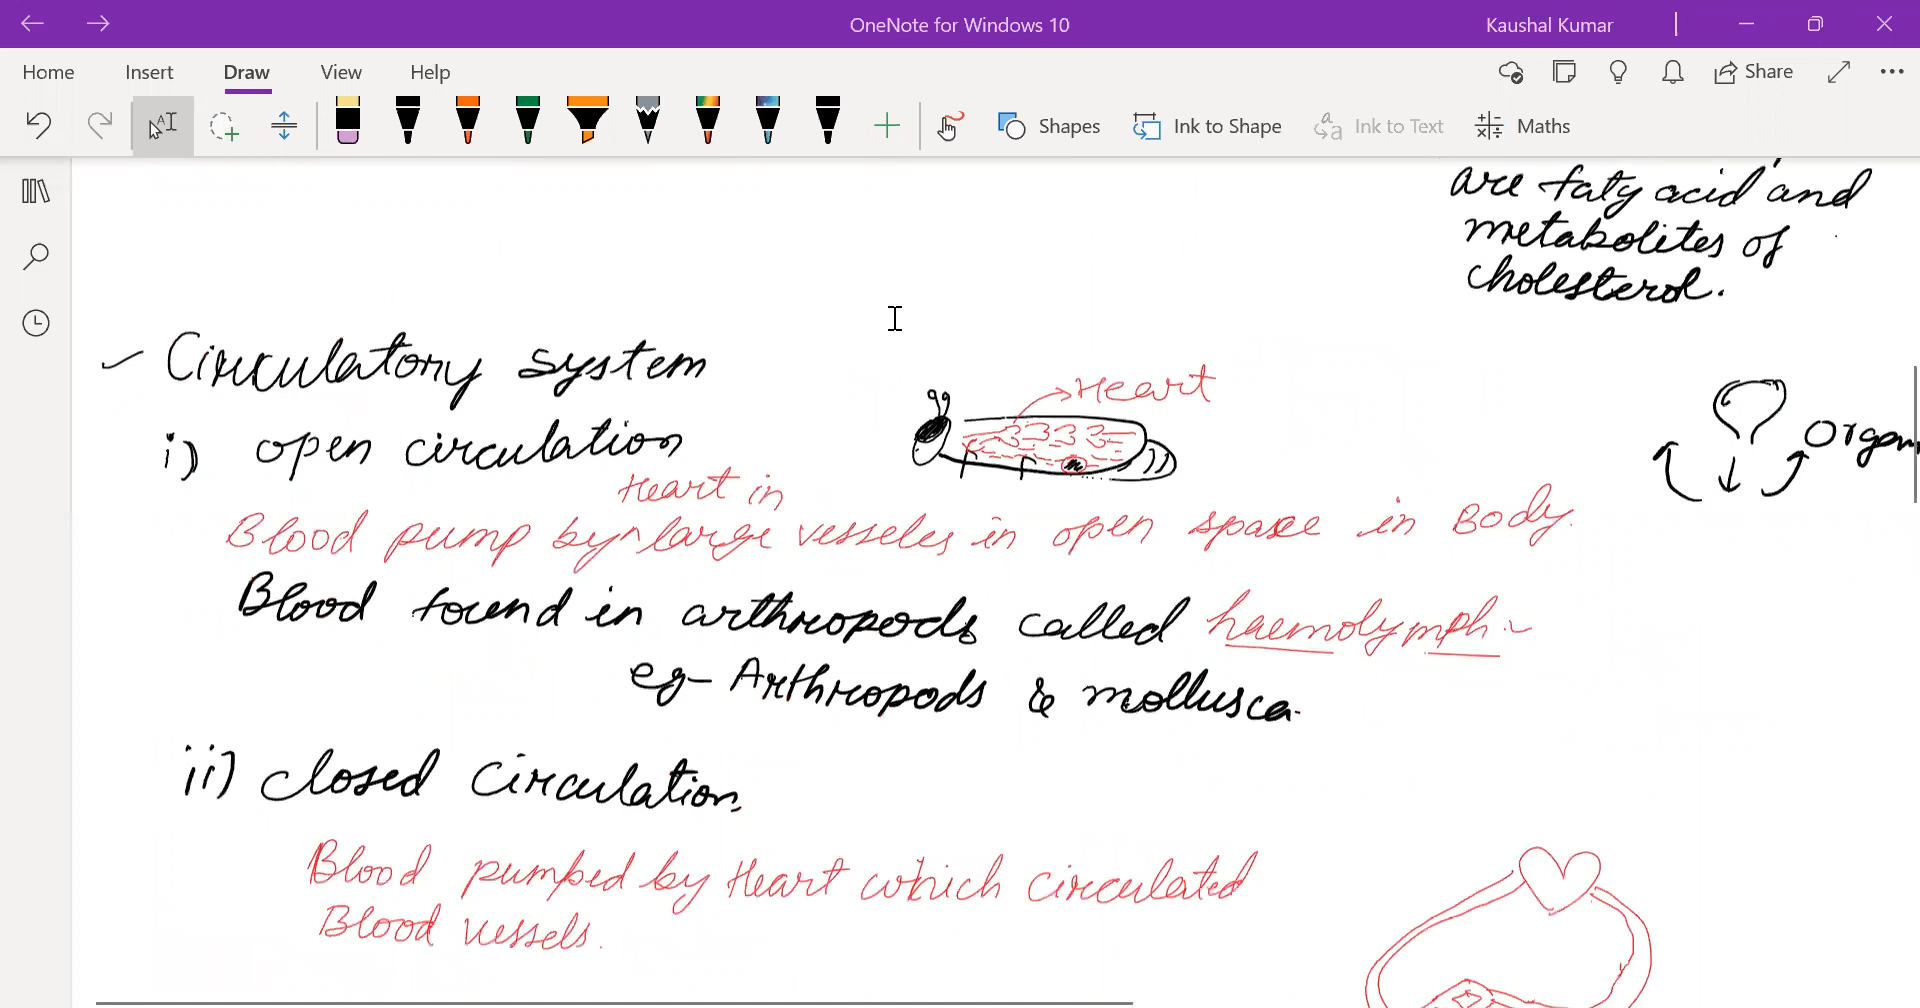 OneNote for Windows 10
Kaushal Kumar
Home Insert Draw View Help
Share
Shapes Ink to Shape Ink to Text Maths
are faty acid and
metabolites of
cholesterol.
Circulatory system
Heart
i) open circulation
Heart in
Blood pump by large vesseles in open space in Body.
Blood found in arthropods called haemolymph.
eg- Arthropods & mollusca.
ii) closed circulation.
Blood pumped by Heart which circulated
Blood vessels.